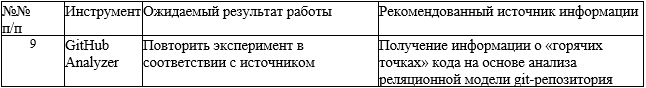 №№ п/п Инструмент Ожидаемый результат работы Рекомендованный источник информации
9 GitHub Analyzer Повторить эксперимент в соответствии с источником Получение информации о «горячих точках» кода на основе анализа реляционной модели git-репозитория